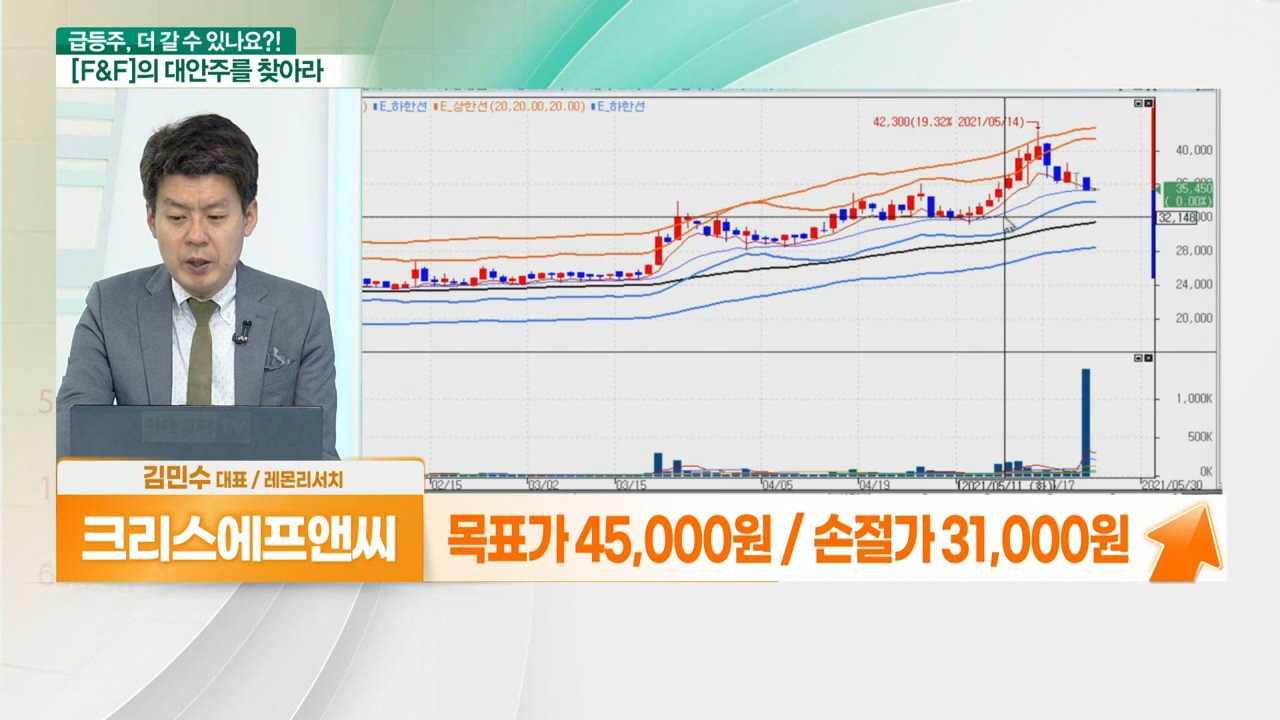 급등주, 더 갈 수 있나요?!
[F&F]의 대안주를 찾아라
) E_하한선 E_상한선(20,20.00,20.00) E_하한선
42,300(19.32% 2021/05/14)
40,000
35,450
( 0.00%)
32,148
28,000
24,000
20,000
1,000K
500K
0K
02/15 03/02 03/15 04/05 04/19 2021/05/11 (화) /17 2021/05/30
김민수 대표 / 레몬리서치
크리스에프앤씨
목표가 45,000원 / 손절가 31,000원